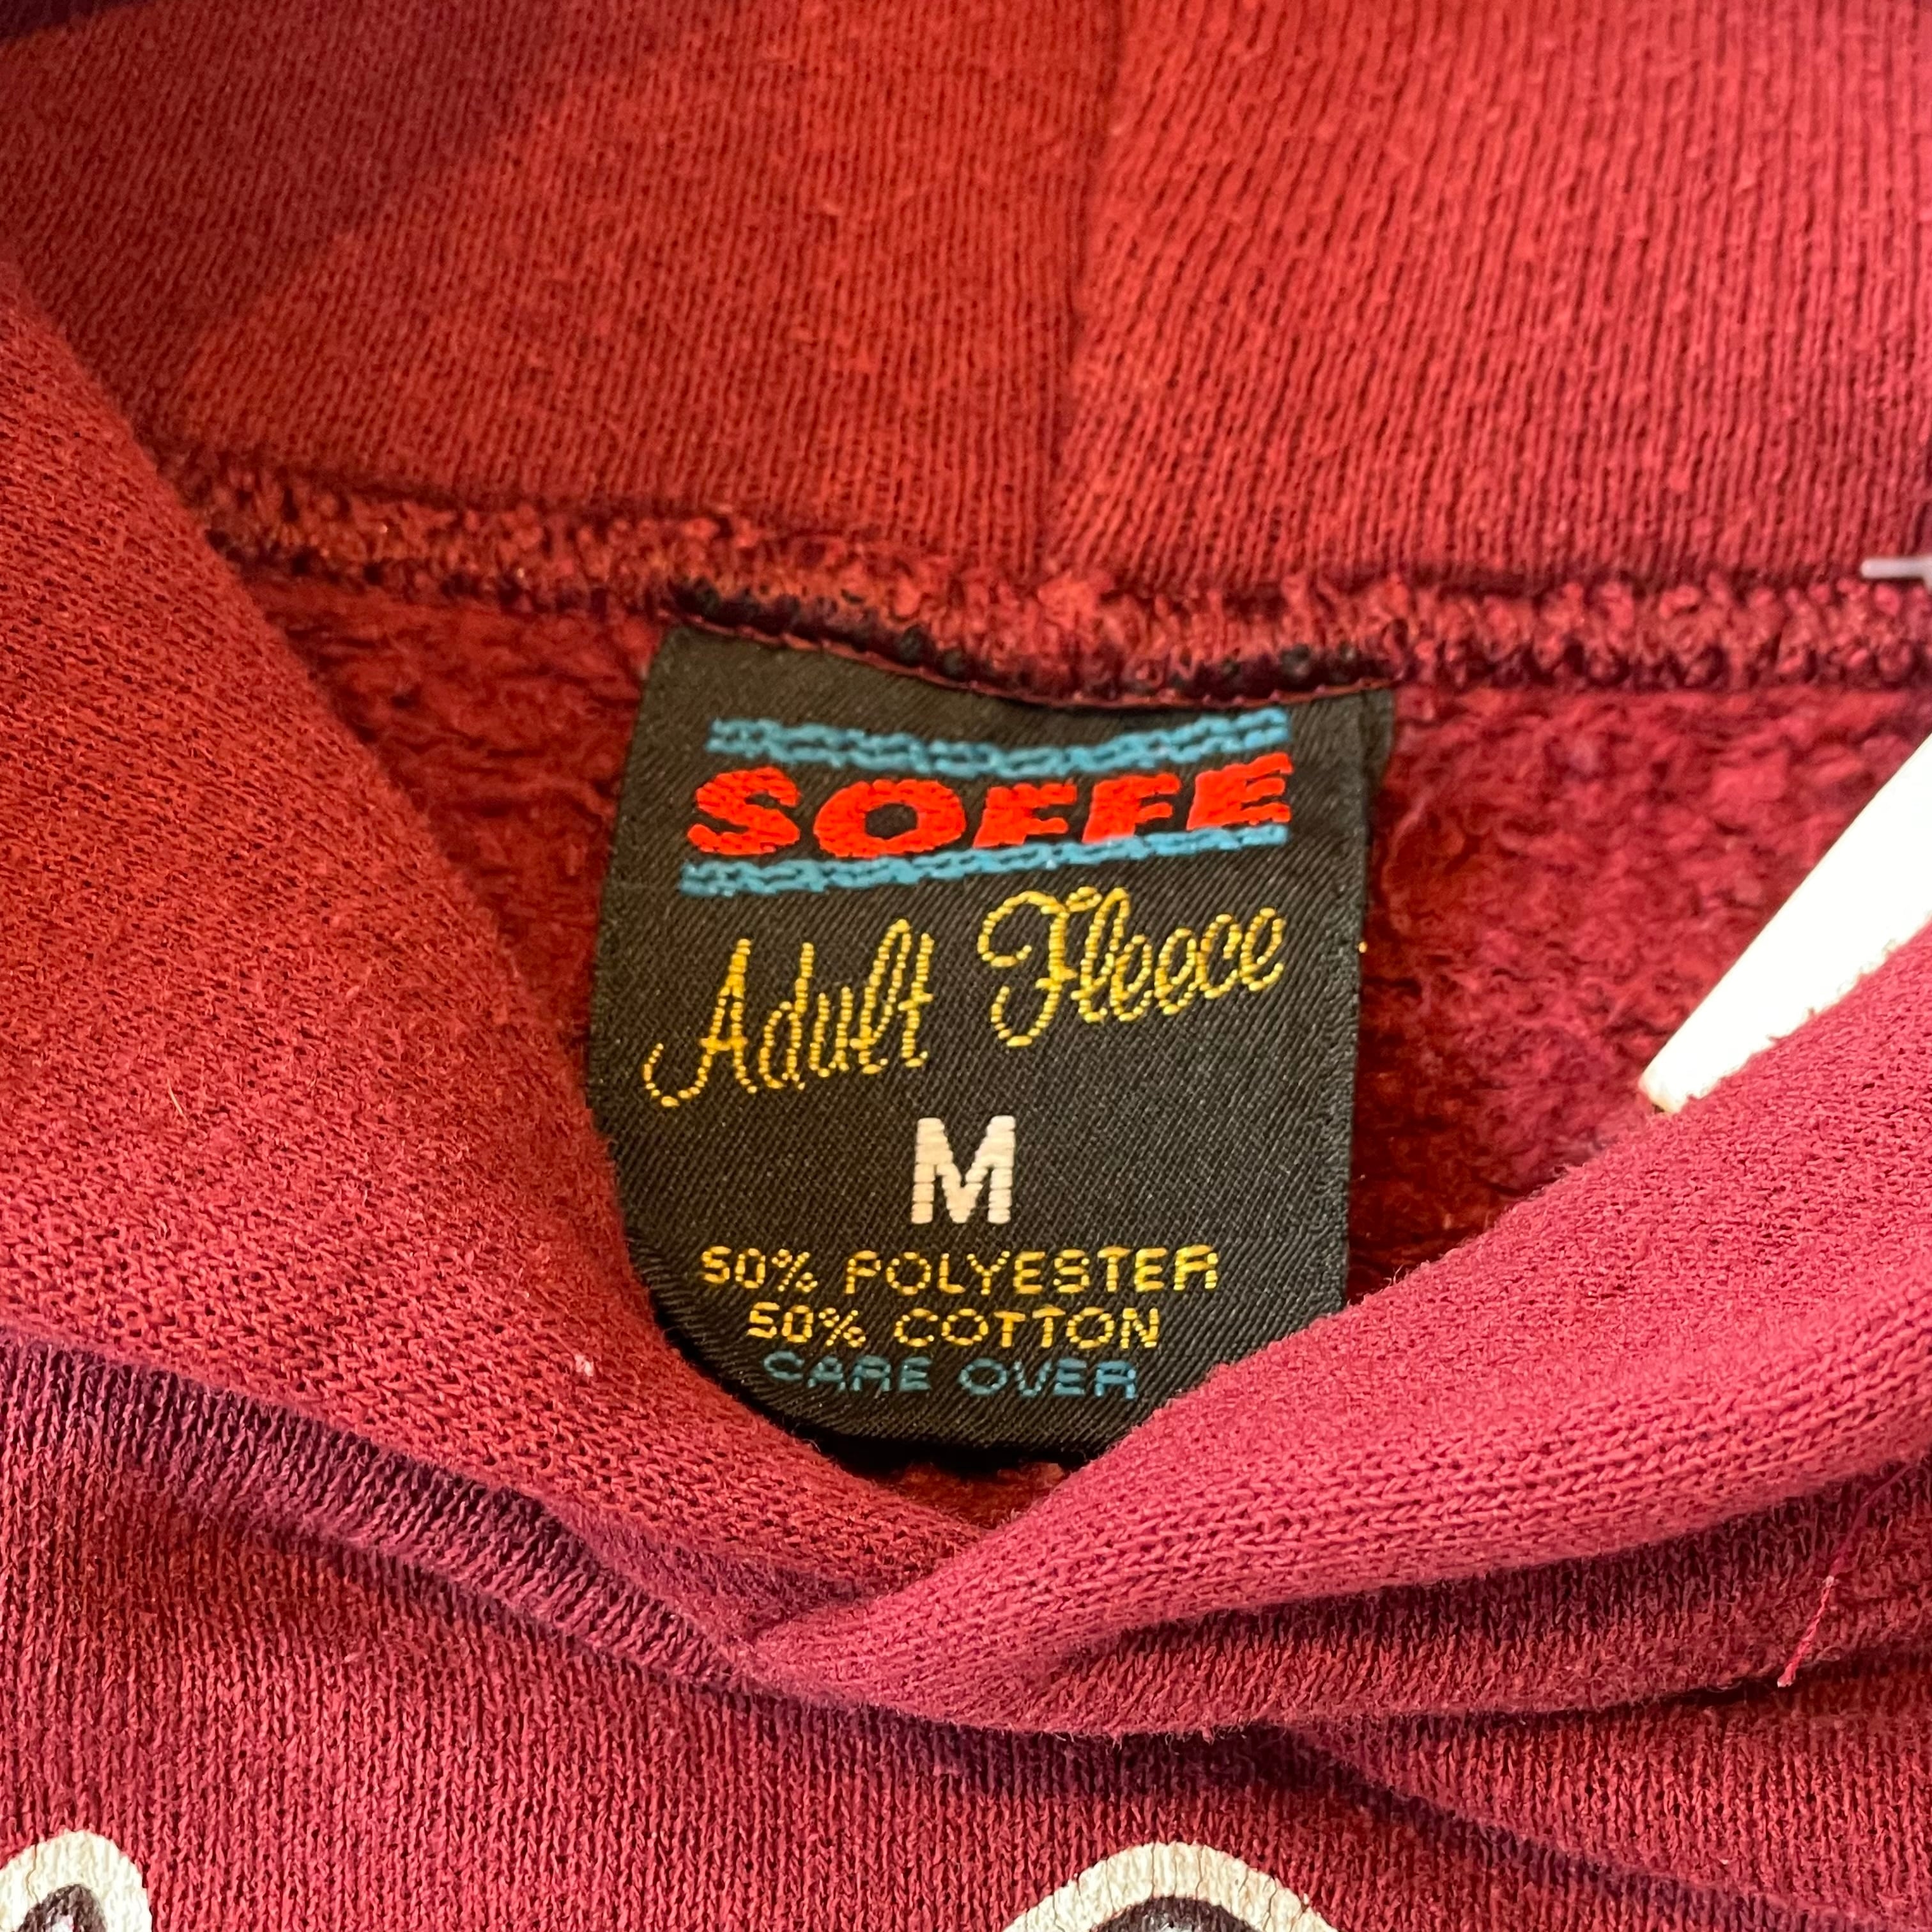 SOFFE
Adult Fleece
M
50% POLYESTER
50% COTTON
CARE OVER